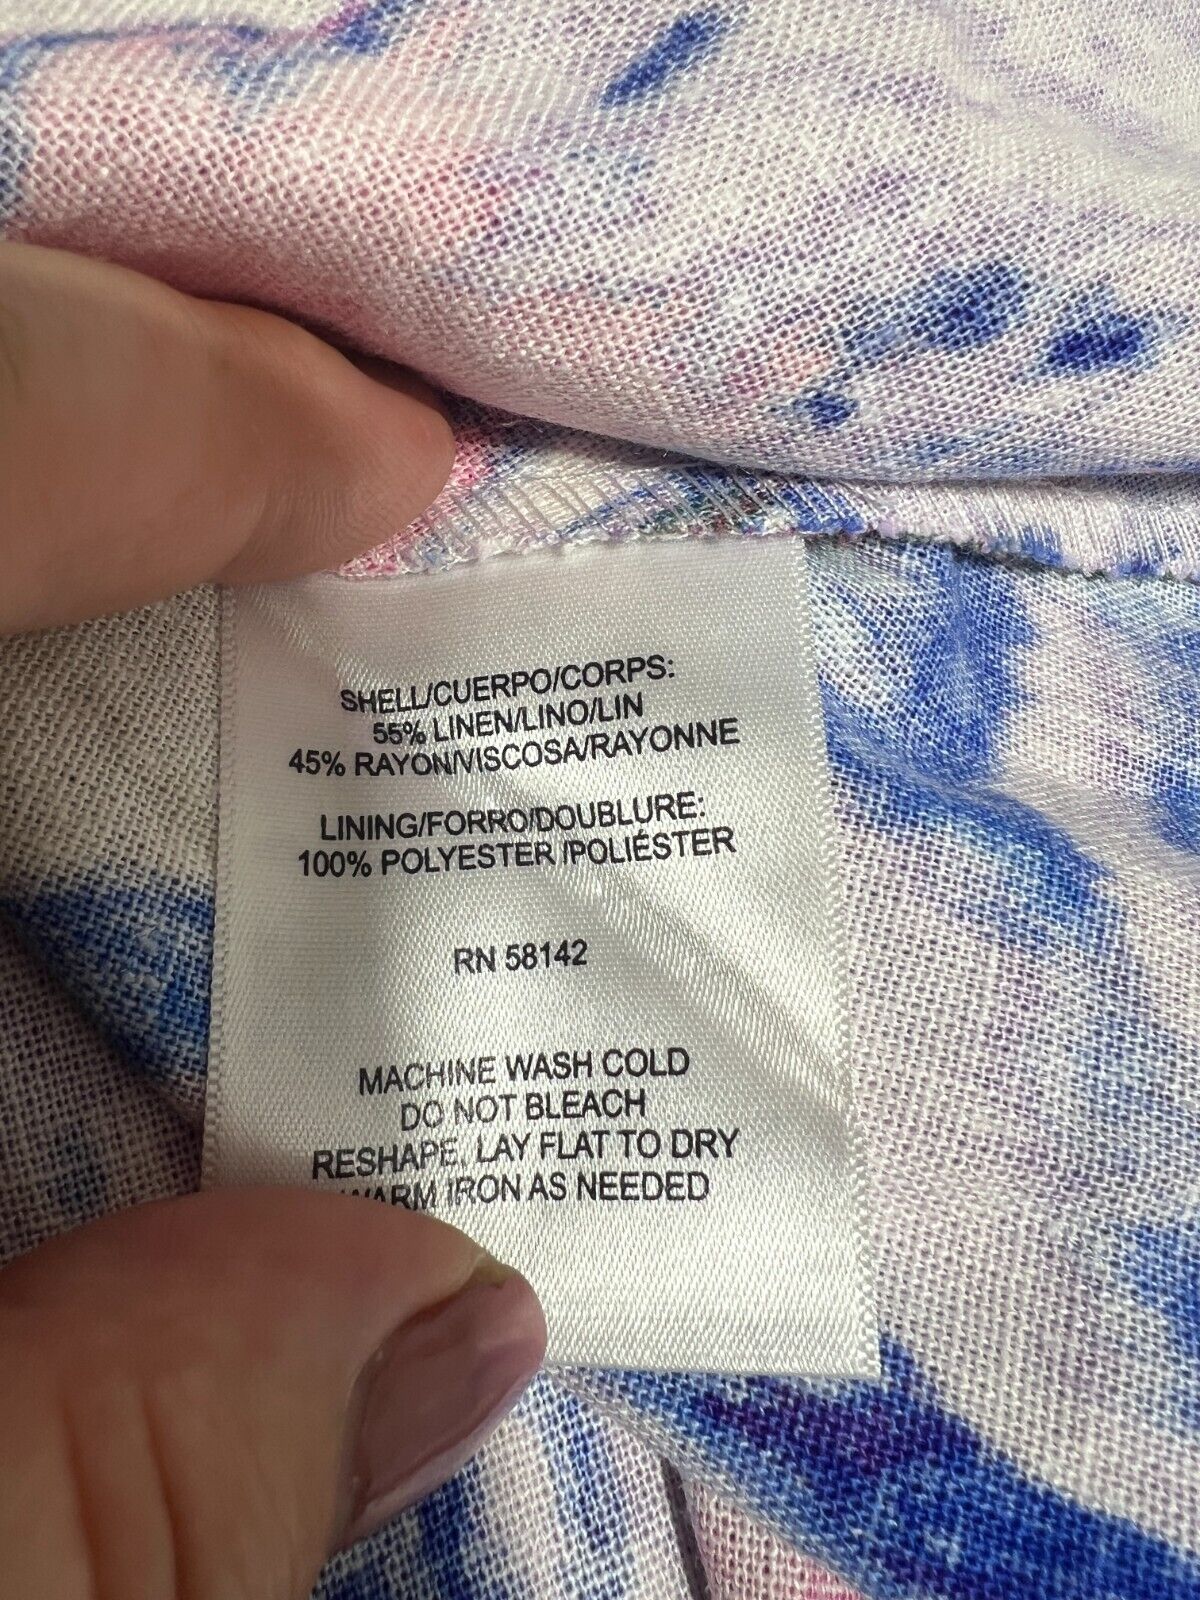 SHELL/CUERPO/CORPS:
55% LINEN/LINO/LIN
45% RAYON/VISCOSA/RAYONNE
LINING/FORRO/DOUBLURE:
100% POLYESTER /POLIÉSTER
RN 58142
MACHINE WASH COLD
DO NOT BLEACH
RESHAPE, LAY FLAT TO DRY
WARM IRON AS NEEDED